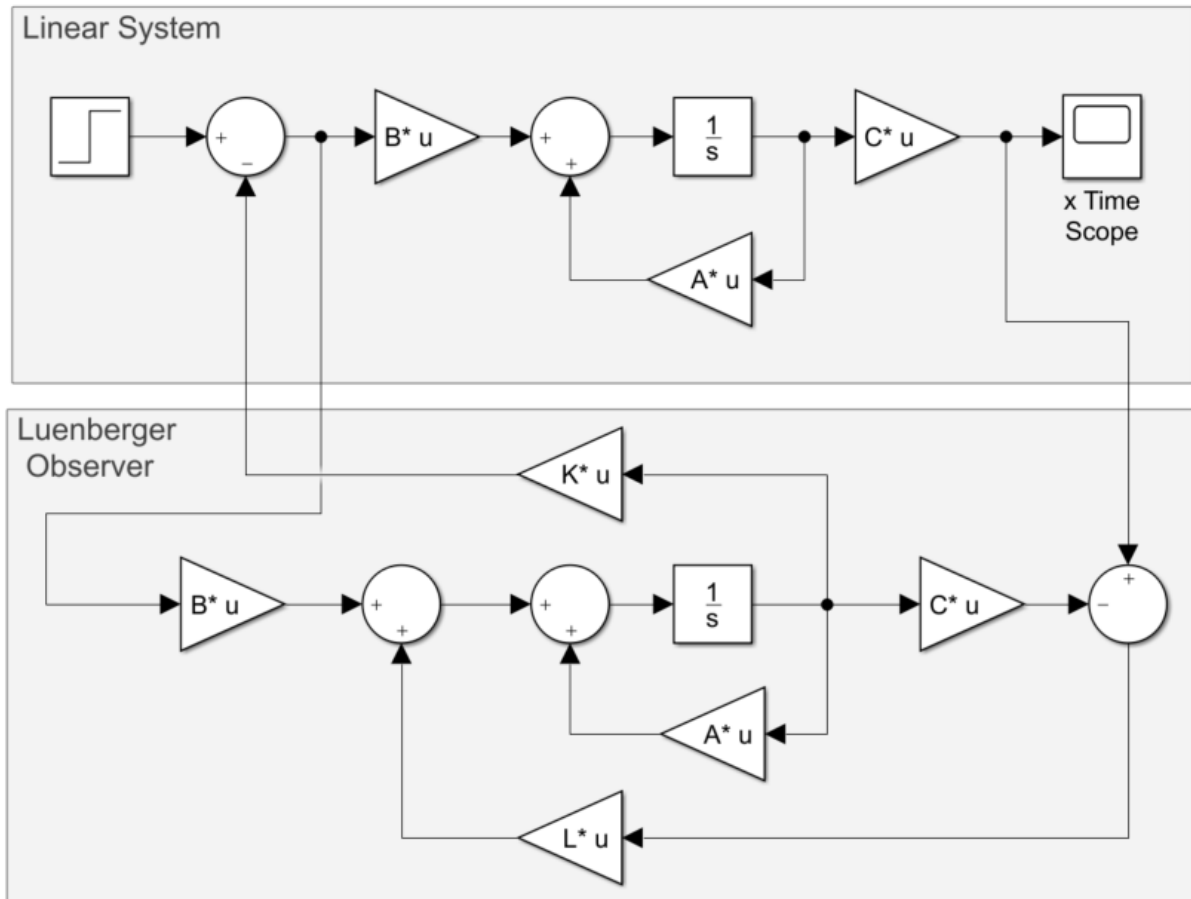 Linear System
+
−
B* u
+
+
1
s
C* u
x Time
Scope
A* u
Luenberger
Observer
K* u
B* u
+
+
+
+
1
s
C* u
+
−
A* u
L* u